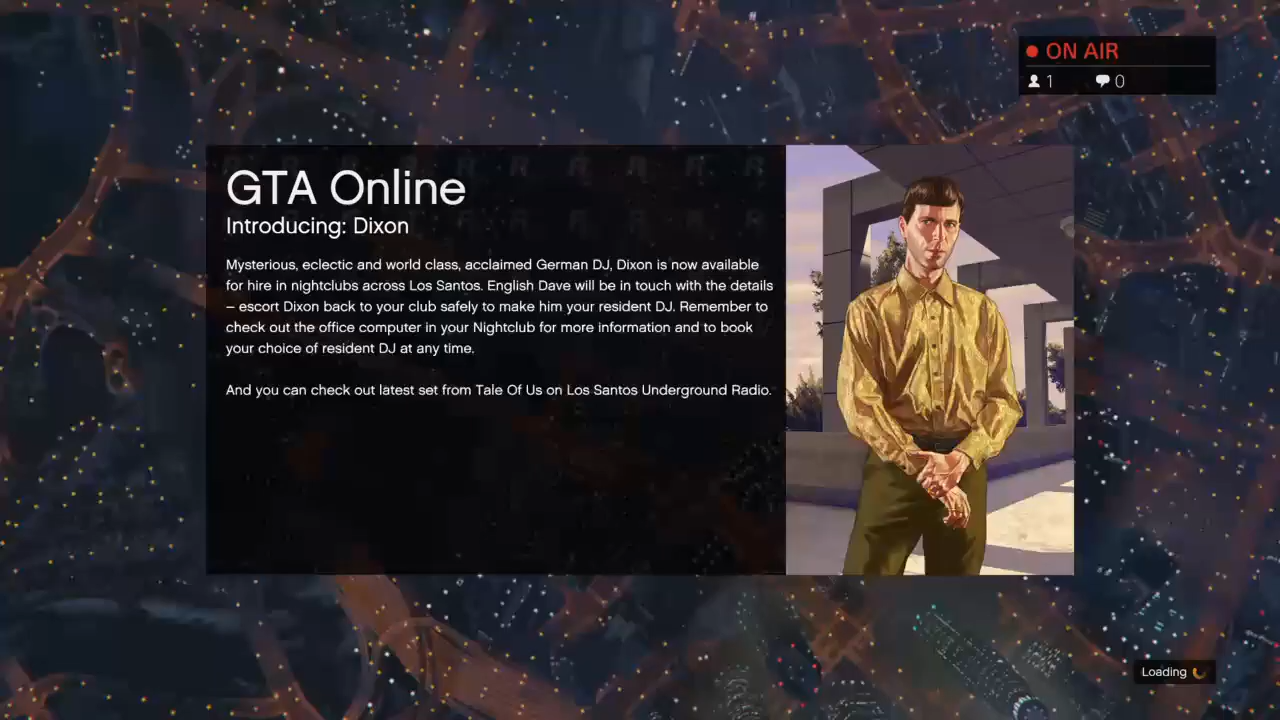 ON AIR
1 0
GTA Online
Introducing: Dixon
Mysterious, eclectic and world class, acclaimed German DJ, Dixon is now available
for hire in nightclubs across Los Santos. English Dave will be in touch with the details
– escort Dixon back to your club safely to make him your resident DJ. Remember to
check out the office computer in your Nightclub for more information and to book
your choice of resident DJ at any time.
And you can check out latest set from Tale Of Us on Los Santos Underground Radio.
Loading